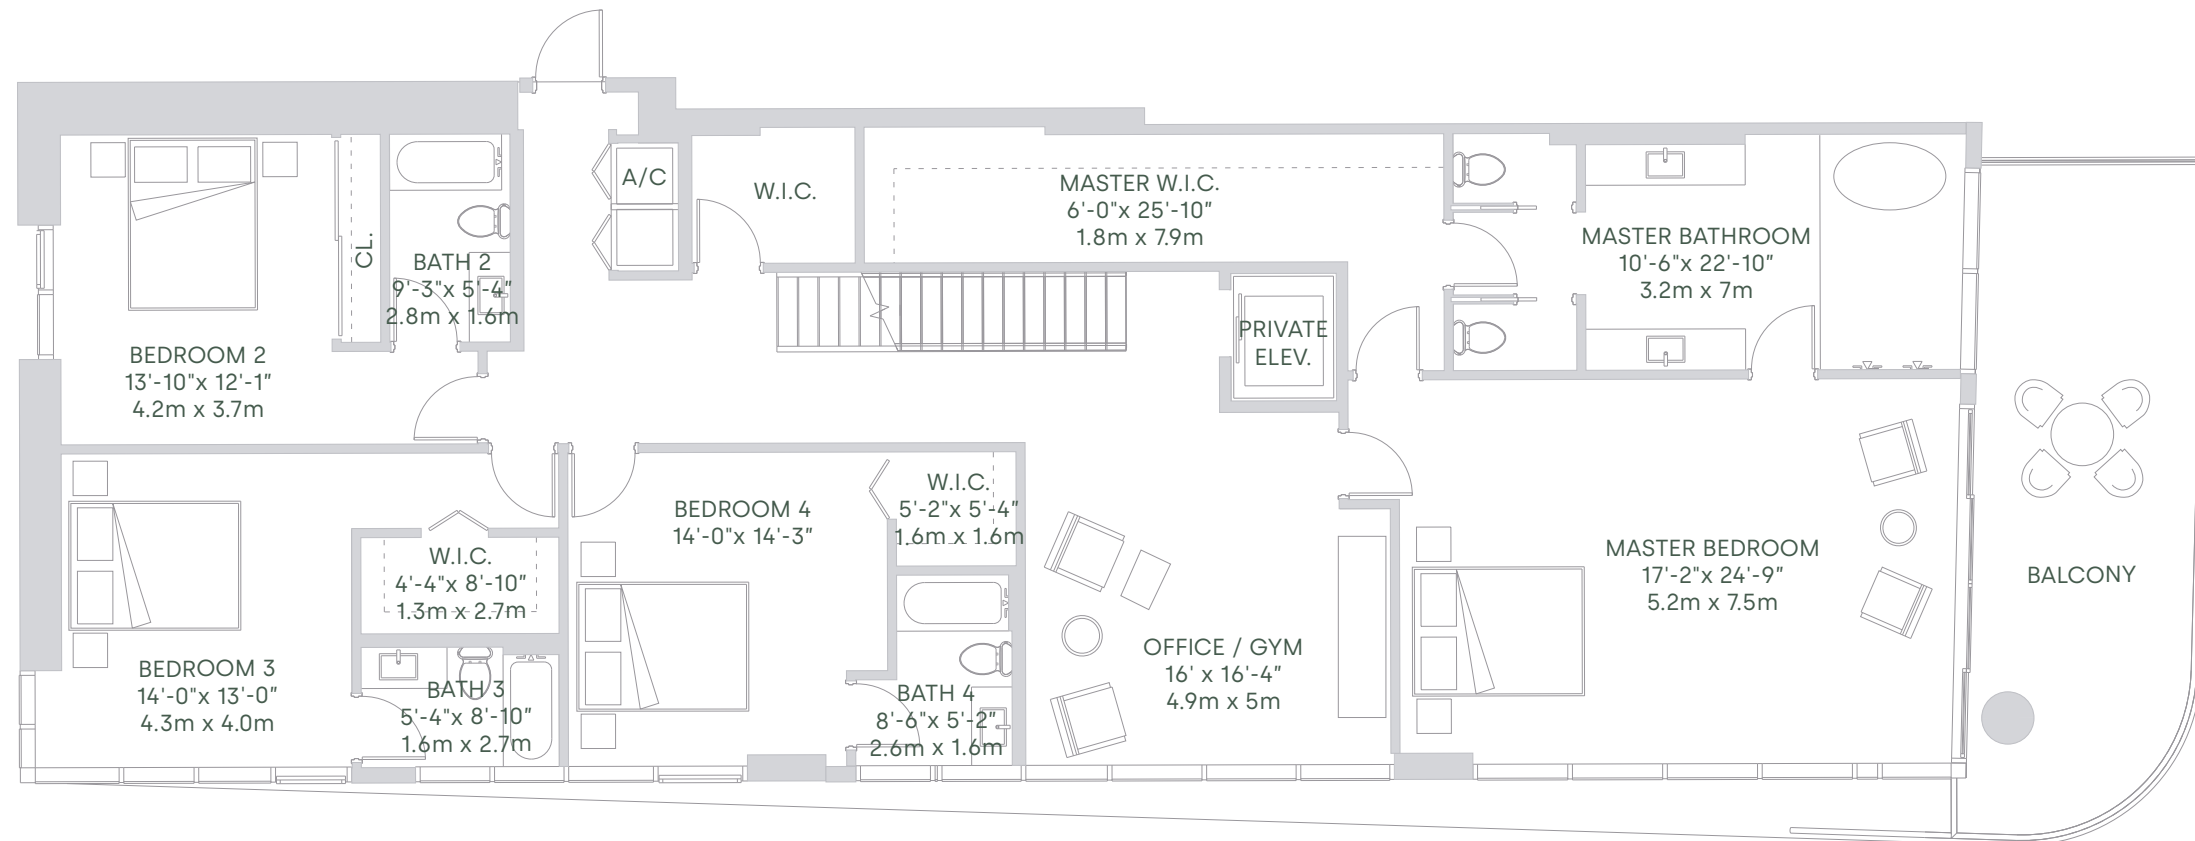 A/C
W.I.C.
MASTER W.I.C.
6'-0"x 25'-10"
1.8m x 7.9m
CL.
BATH 2
9'-3"x 5'-4"
2.8m x 1.6m
MASTER BATHROOM
10'-6"x 22'-10"
3.2m x 7m
BEDROOM 2
13'-10"x 12'-1"
4.2m x 3.7m
PRIVATE
ELEV.
BEDROOM 4
14'-0"x 14'-3"
W.I.C.
5'-2"x 5'-4"
1.6m x 1.6m
W.I.C.
4'-4"x 8'-10"
1.3m x 2.7m
MASTER BEDROOM
17'-2"x 24'-9"
5.2m x 7.5m
BALCONY
BEDROOM 3
14'-0"x 13'-0"
4.3m x 4.0m
BATH 3
5'-4"x 8'-10"
1.6m x 2.7m
BATH 4
8'-6"x 5'-2"
2.6m x 1.6m
OFFICE / GYM
16' x 16'-4"
4.9m x 5m